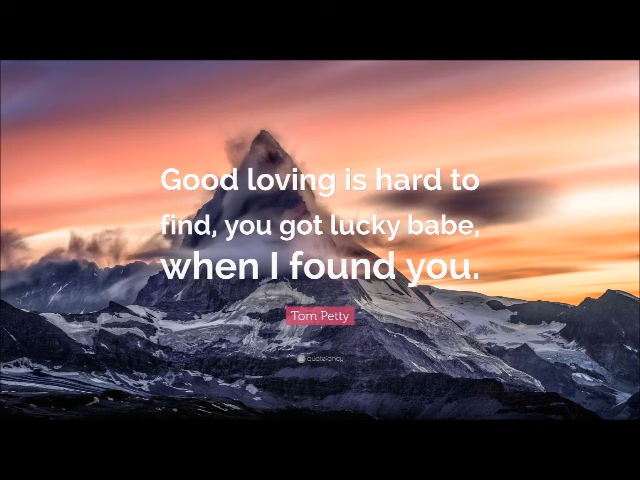 Good loving is hard to
find, you got lucky babe,
when I found you.
Tom Petty
quotefancy